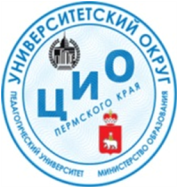 УНИВЕРСИТЕТСКИЙ ОКРУГ
ЦИО
ПЕРМСКОГО КРАЯ
ПЕДАГОГИЧЕСКИЙ УНИВЕРСИТЕТ
МИНИСТЕРСТВО ОБРАЗОВАНИЯ